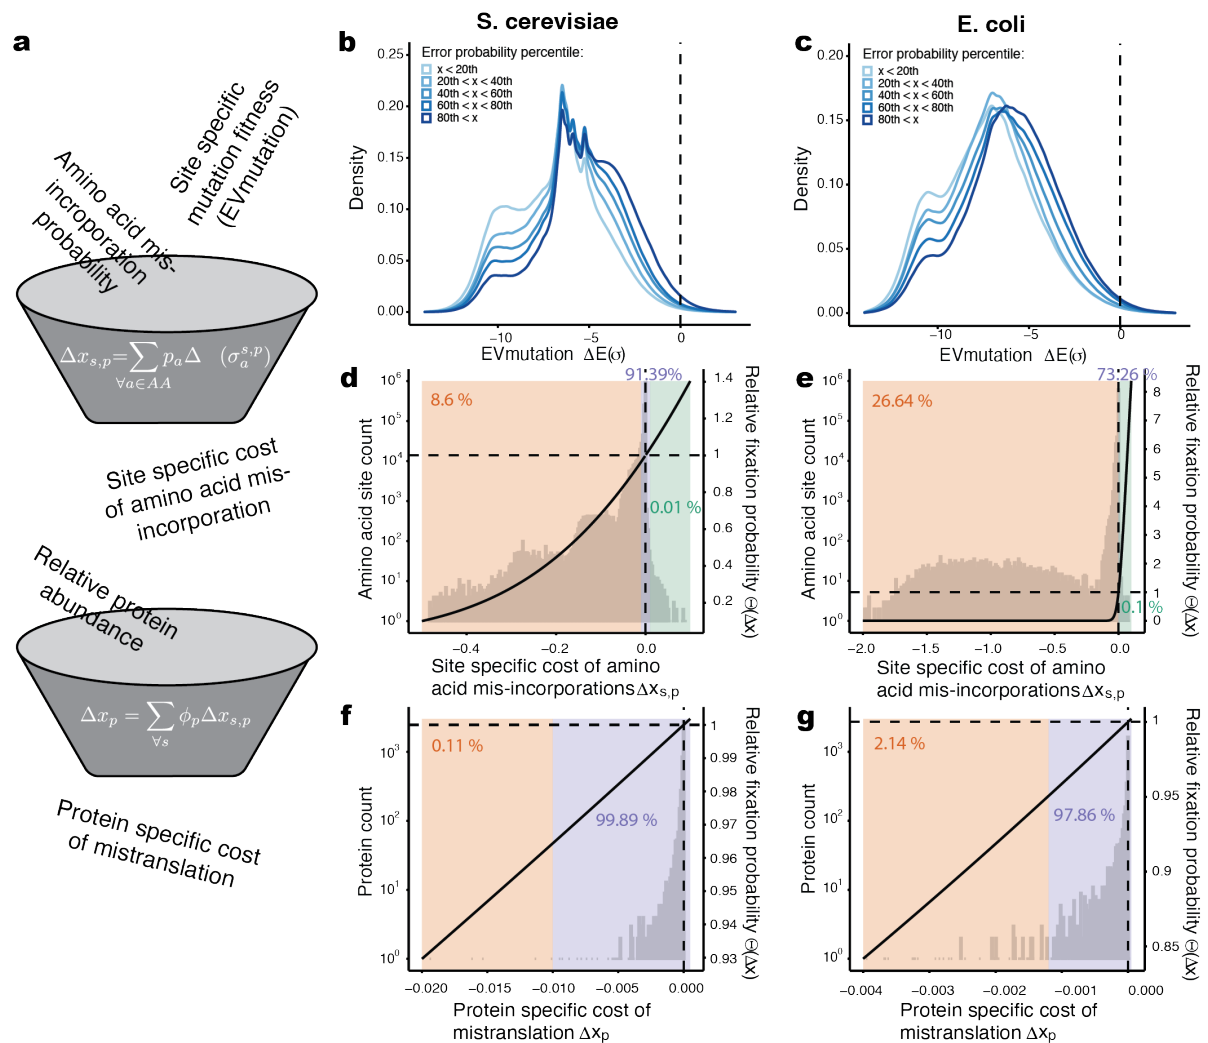 S. cerevisiae
E. coli
a
Site specific
mutation fitness
(EVmutation)
Amino acid mis-
incroporation
probability
Δx_{s,p}=∑_{∀a∈AA} p_aΔ (σ_a^{s,p})
Site specific cost
of amino acid mis-
incorporation
Relative protein
abundance
Δx_p = ∑_{∀s} ϕ_pΔx_{s,p}
Protein specific cost
of mistranslation
b
Error probability percentile:
x < 20th
20th < x < 40th
40th < x < 60th
60th < x < 80th
80th < x
Density
0.25
0.20
0.15
0.10
0.05
0.00
−10
−5
0
EVmutation ΔE(σ)
c
Error probability percentile:
x < 20th
20th < x < 40th
40th < x < 60th
60th < x < 80th
80th < x
Density
0.20
0.15
0.10
0.05
0.00
−10
−5
0
EVmutation ΔE(σ)
d
91.39%
8.6 %
0.01 %
Amino acid site count
10^6
10^5
10^4
10^3
10^2
10^1
10^0
1.4
1.2
1
0.8
0.6
0.4
0.2
Relative fixation probability Θ(Δx)
−0.4
−0.2
0.0
Site specific cost of amino
acid mis-incorporationsΔx_{s,p}
e
73.26 %
26.64 %
0.1 %
Amino acid site count
10^6
10^5
10^4
10^3
10^2
10^1
10^0
8
7
6
5
4
3
2
1
0
Relative fixation probability Θ(Δx)
−2.0
−1.5
−1.0
−0.5
0.0
Site specific cost of amino
acid mis-incorporationsΔx_{s,p}
f
0.11 %
99.89 %
Protein count
10^3
10^2
10^1
10^0
1
0.99
0.98
0.97
0.96
0.95
0.94
0.93
Relative fixation probability Θ(Δx)
−0.020
−0.015
−0.010
−0.005
0.000
Protein specific cost of
mistranslation Δx_p
g
2.14 %
97.86 %
Protein count
10^3
10^2
10^1
10^0
1
0.95
0.9
0.85
Relative fixation probability Θ(Δx)
−0.004
−0.003
−0.002
−0.001
0.000
Protein specific cost of
mistranslation Δx_p